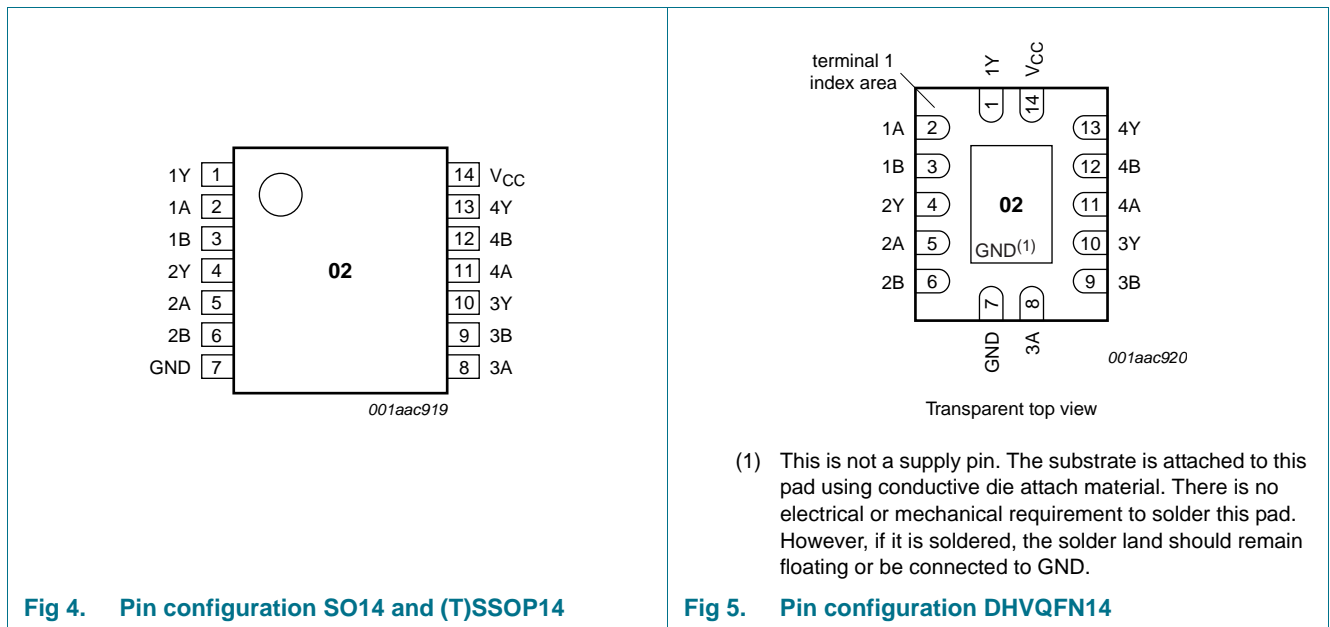 1Y 1 14 VCC
1A 2 13 4Y
1B 3 12 4B
2Y 4 02 11 4A
2A 5 10 3Y
2B 6 9 3B
GND 7 8 3A
001aac919
Fig 4. Pin configuration SO14 and (T)SSOP14
terminal 1
index area
1Y VCC
1 14
1A 2 13 4Y
1B 3 12 4B
2Y 4 02 11 4A
2A 5 GND(1) 10 3Y
2B 6 9 3B
7 8
GND 3A
001aac920
Transparent top view
(1) This is not a supply pin. The substrate is attached to this
pad using conductive die attach material. There is no
electrical or mechanical requirement to solder this pad.
However, if it is soldered, the solder land should remain
floating or be connected to GND.
Fig 5. Pin configuration DHVQFN14